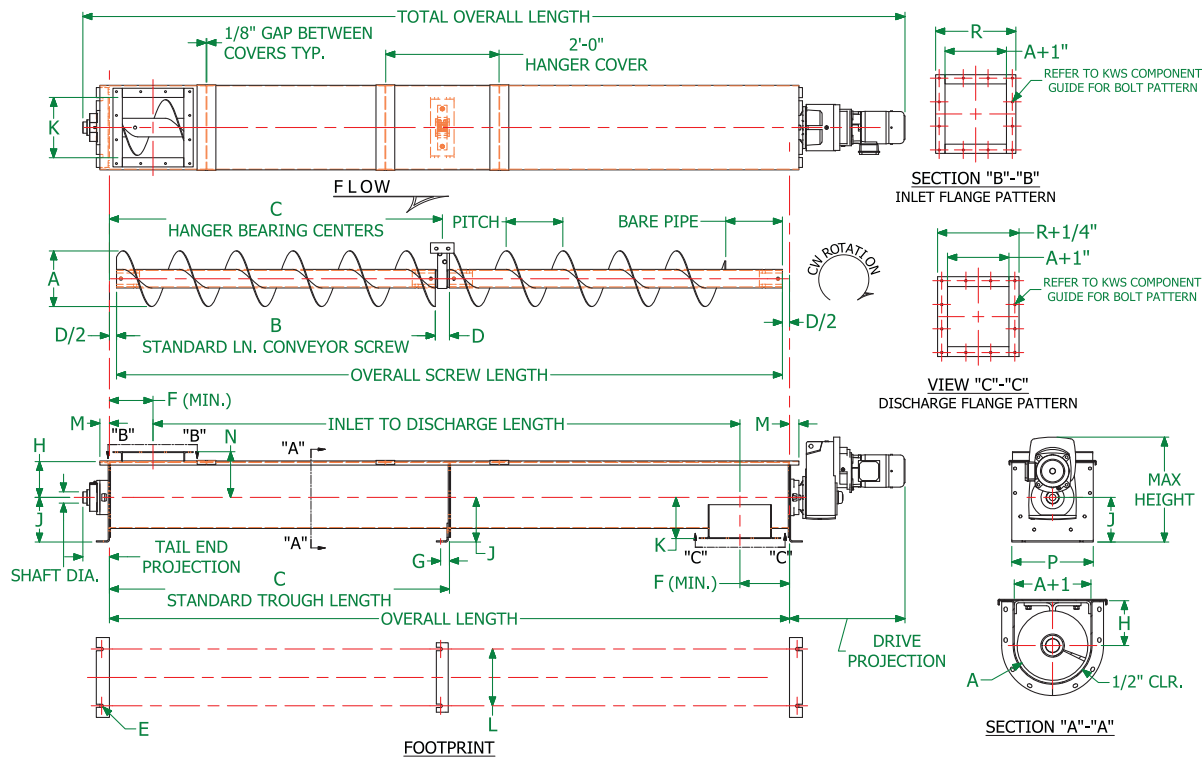 TOTAL OVERALL LENGTH
1/8" GAP BETWEEN
COVERS TYP.
2'-0"
HANGER COVER
K
R
A+1"
REFER TO KWS COMPONENT
GUIDE FOR BOLT PATTERN
SECTION "B"-"B"
INLET FLANGE PATTERN
FLOW
C
HANGER BEARING CENTERS
PITCH
BARE PIPE
A
CW ROTATION
R+1/4"
A+1"
REFER TO KWS COMPONENT
GUIDE FOR BOLT PATTERN
D/2
B
STANDARD LN. CONVEYOR SCREW
D
D/2
OVERALL SCREW LENGTH
VIEW "C"-"C"
DISCHARGE FLANGE PATTERN
F (MIN.)
M
INLET TO DISCHARGE LENGTH
M
H
"B"
"B"
N
"A"
MAX
HEIGHT
J
J
K
J
"A"
G
"C"
"C"
P
SHAFT DIA.
TAIL END
PROJECTION
C
STANDARD TROUGH LENGTH
F (MIN.)
A+1
OVERALL LENGTH
H
DRIVE
PROJECTION
A
1/2" CLR.
L
E
SECTION "A"-"A"
FOOTPRINT